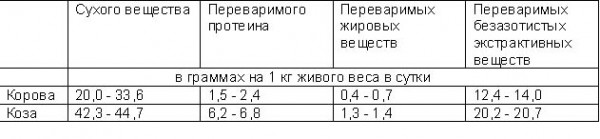 Сухого вещества Переваримого протеина Переваримых жировых веществ Переваримых безазотистых экстрактивных веществ
в граммах на 1 кг живого веса в сутки
Корова 20,0 - 33,6 1,5 - 2,4 0,4 - 0,7 12,4 - 14,0
Коза 42,3 - 44,7 6,2 - 6,8 1,3 - 1,4 20,2 - 20,7